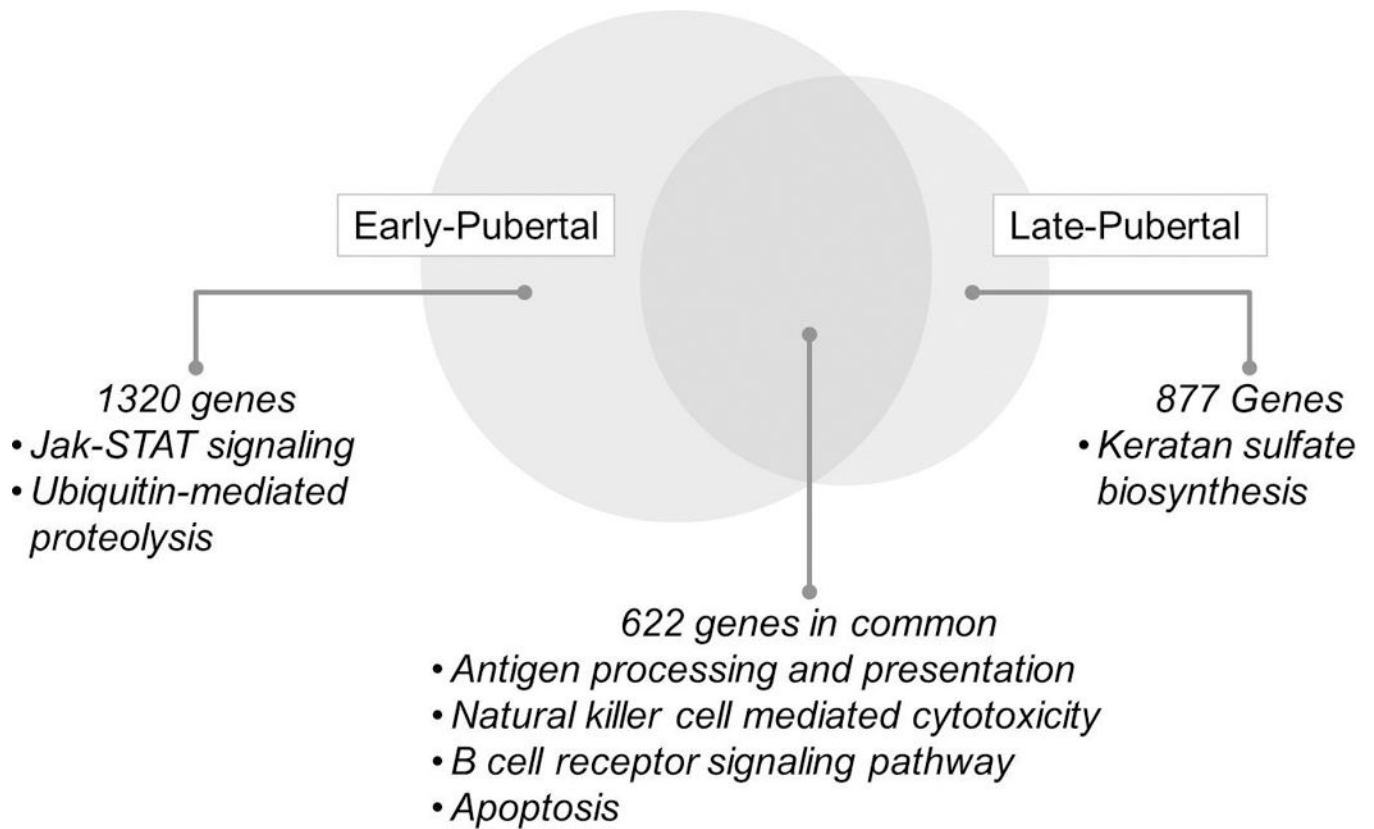 Early-Pubertal
Late-Pubertal
1320 genes
• Jak-STAT signaling
• Ubiquitin-mediated
proteolysis
877 Genes
• Keratan sulfate
biosynthesis
622 genes in common
• Antigen processing and presentation
• Natural killer cell mediated cytotoxicity
• B cell receptor signaling pathway
• Apoptosis